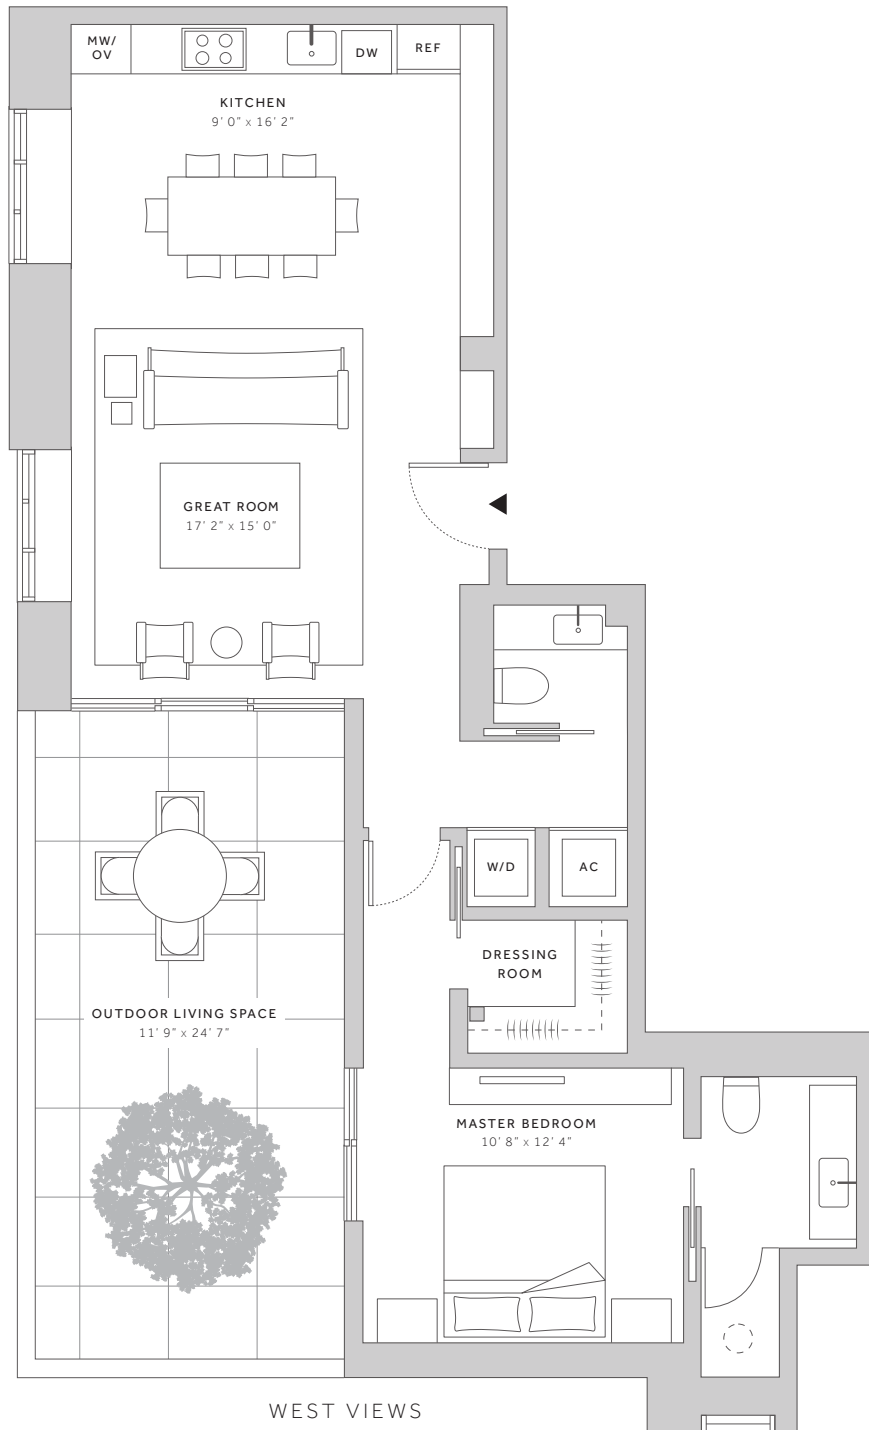 MW/
OV
DW
REF
KITCHEN
9' 0" x 16' 2"
GREAT ROOM
17' 2" x 15' 0"
W/D
AC
DRESSING
ROOM
OUTDOOR LIVING SPACE
11' 9" x 24' 7"
MASTER BEDROOM
10' 8" x 12' 4"
WEST VIEWS